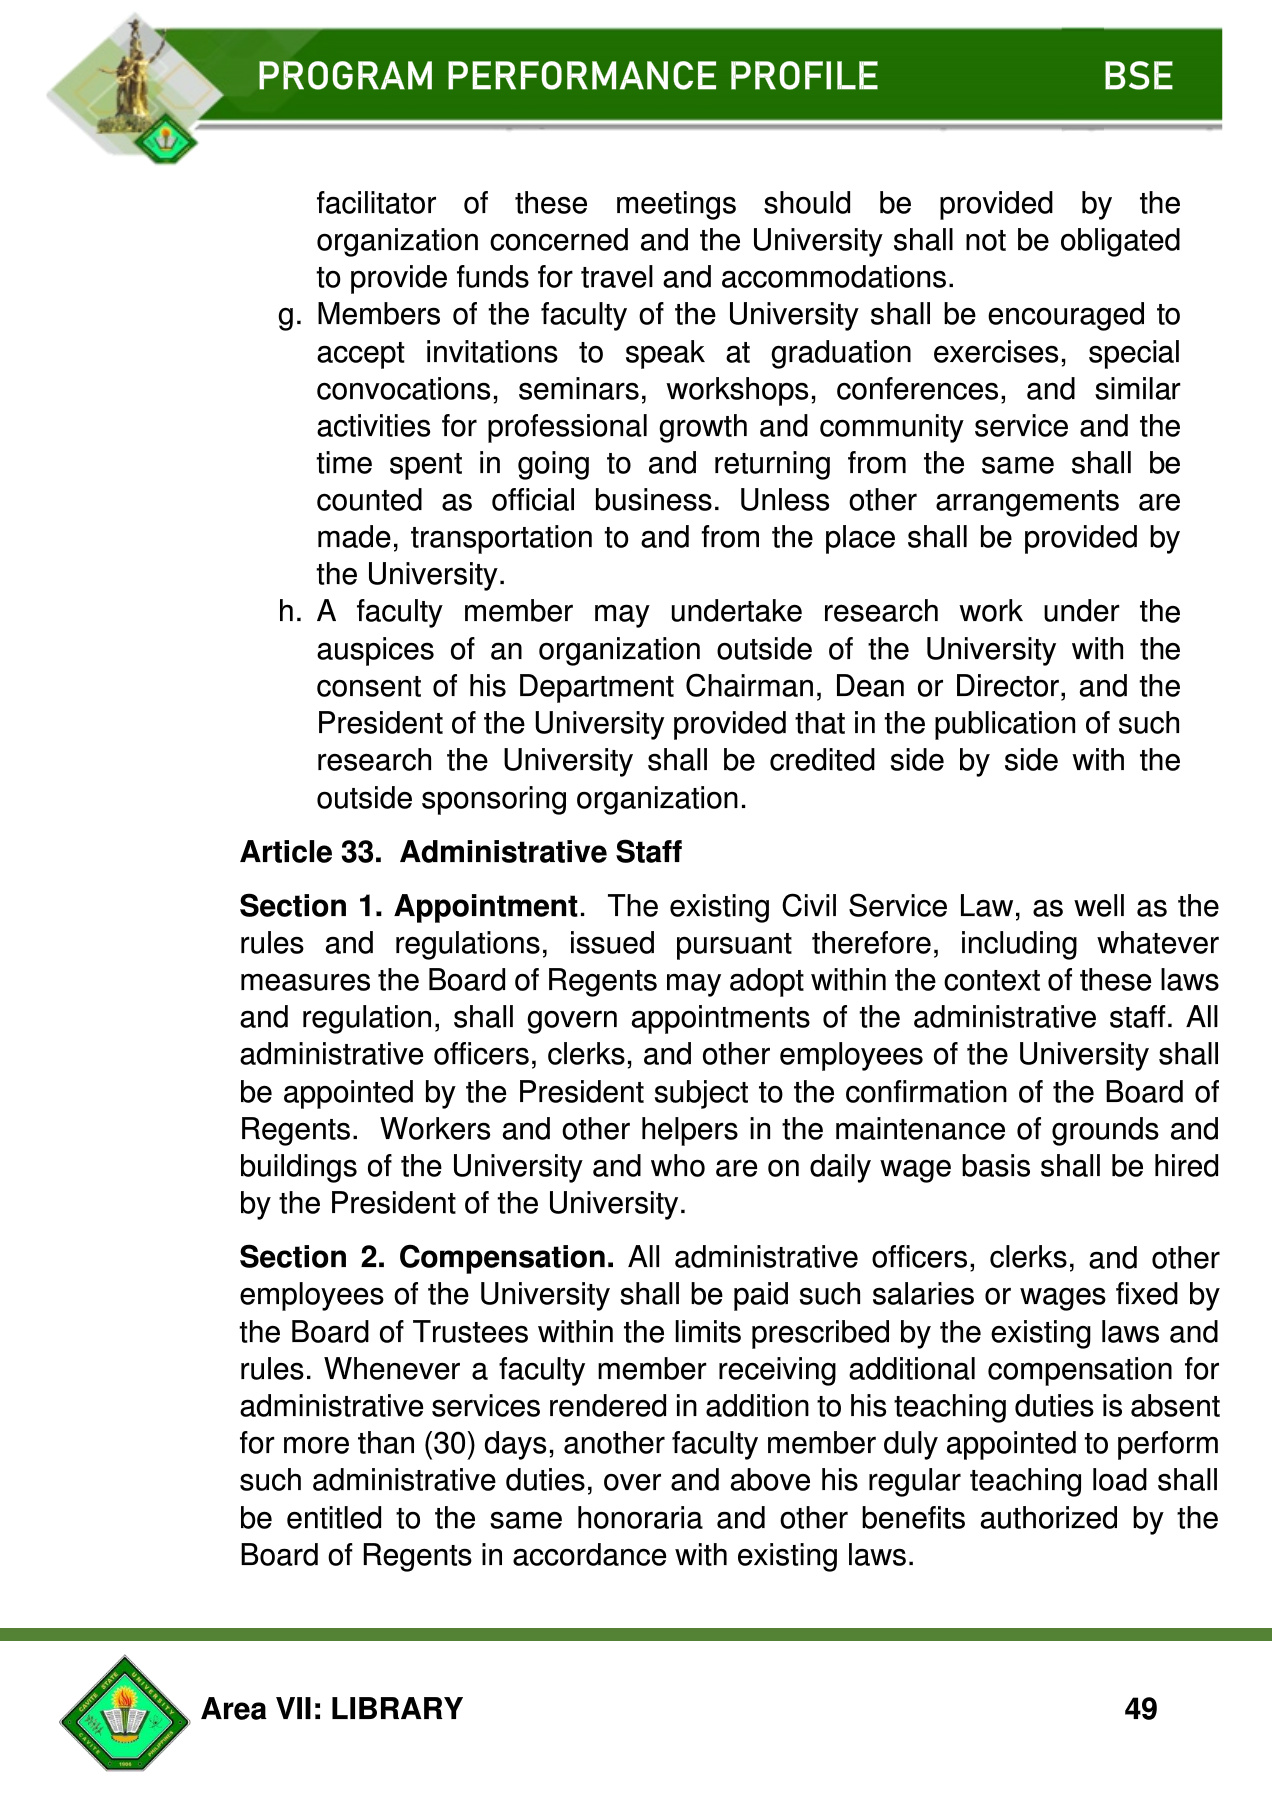 PROGRAM PERFORMANCE PROFILE BSE
facilitator of these meetings should be provided by the
organization concerned and the University shall not be obligated
to provide funds for travel and accommodations.
g. Members of the faculty of the University shall be encouraged to
accept invitations to speak at graduation exercises, special
convocations, seminars, workshops, conferences, and similar
activities for professional growth and community service and the
time spent in going to and returning from the same shall be
counted as official business. Unless other arrangements are
made, transportation to and from the place shall be provided by
the University.
h. A faculty member may undertake research work under the
auspices of an organization outside of the University with the
consent of his Department Chairman, Dean or Director, and the
President of the University provided that in the publication of such
research the University shall be credited side by side with the
outside sponsoring organization.
Article 33. Administrative Staff
Section 1. Appointment. The existing Civil Service Law, as well as the
rules and regulations, issued pursuant therefore, including whatever
measures the Board of Regents may adopt within the context of these laws
and regulation, shall govern appointments of the administrative staff. All
administrative officers, clerks, and other employees of the University shall
be appointed by the President subject to the confirmation of the Board of
Regents. Workers and other helpers in the maintenance of grounds and
buildings of the University and who are on daily wage basis shall be hired
by the President of the University.
Section 2. Compensation. All administrative officers, clerks, and other
employees of the University shall be paid such salaries or wages fixed by
the Board of Trustees within the limits prescribed by the existing laws and
rules. Whenever a faculty member receiving additional compensation for
administrative services rendered in addition to his teaching duties is absent
for more than (30) days, another faculty member duly appointed to perform
such administrative duties, over and above his regular teaching load shall
be entitled to the same honoraria and other benefits authorized by the
Board of Regents in accordance with existing laws.
CAVITE STATE UNIVERSITY
CAVITE 1906 PHILIPPINES
Area VII: LIBRARY 49